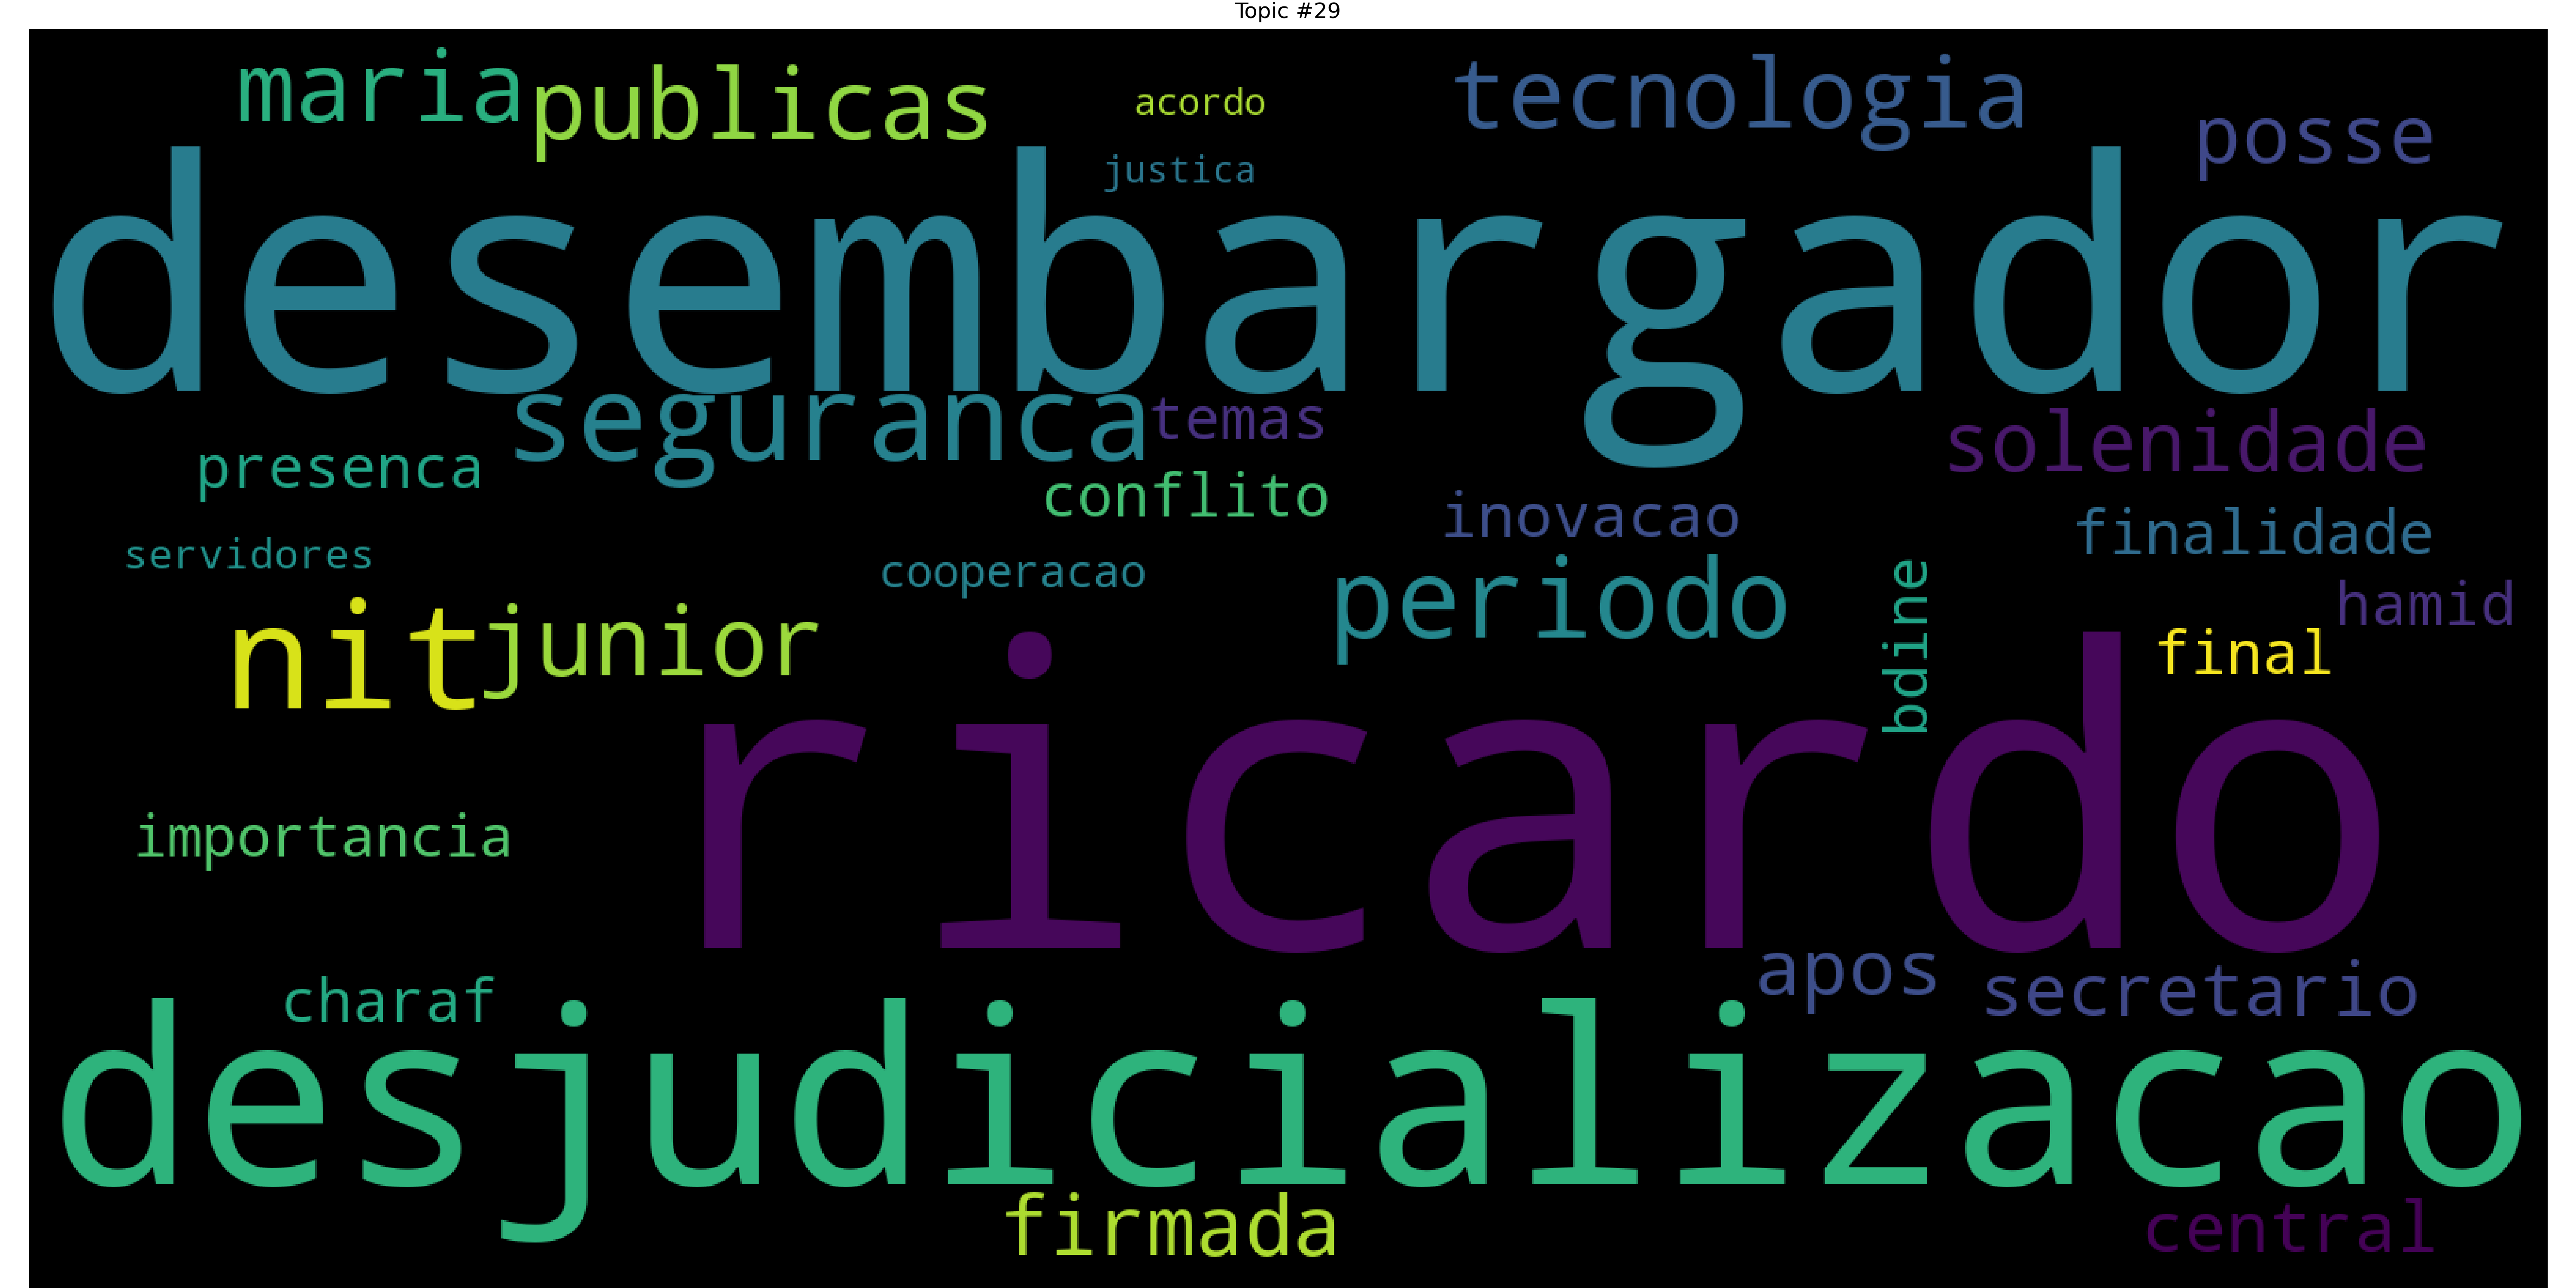 Topic #29
maria
publicas
acordo
tecnologia
posse
justica
desembargador
seguranca
temas
solenidade
presenca
conflito
inovacao
finalidade
servidores
cooperacao
periodo
bdine
hamid
nit
junior
final
ricardo
importancia
charaf
apos
secretario
desjudicializacao
firmada
central